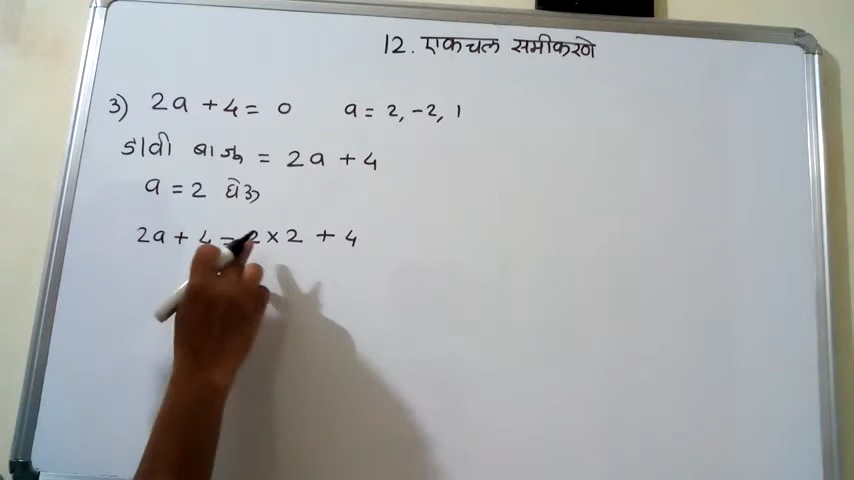 12. एकचल समीकरणे
3) 2a + 4 = 0 a = 2, -2, 1
डावी बाजू = 2a + 4
a = 2 घेऊ
2a + 4 = 2 × 2 + 4